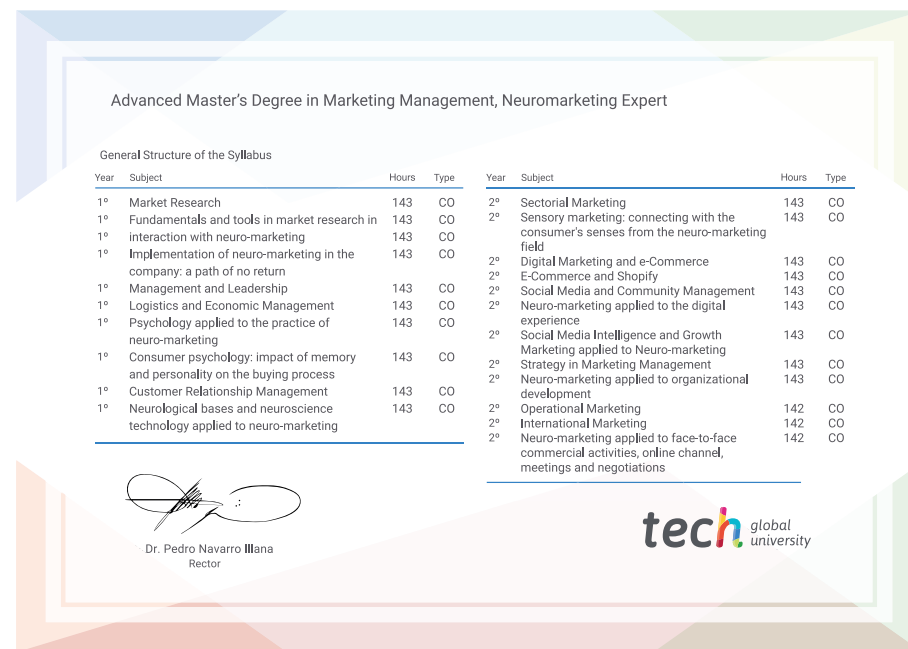 Advanced Master's Degree in Marketing Management, Neuromarketing Expert
General Structure of the Syllabus
Year Subject Hours Type
1º Market Research 143 CO
1º Fundamentals and tools in market research in 143 CO
1º interaction with neuro-marketing 143 CO
1º Implementation of neuro-marketing in the 143 CO
company: a path of no return
1º Management and Leadership 143 CO
1º Logistics and Economic Management 143 CO
1º Psychology applied to the practice of 143 CO
neuro-marketing
1º Consumer psychology: impact of memory 143 CO
and personality on the buying process
1º Customer Relationship Management 143 CO
1º Neurological bases and neuroscience 143 CO
technology applied to neuro-marketing
Year Subject Hours Type
2º Sectorial Marketing 143 CO
2º Sensory marketing: connecting with the 143 CO
consumer's senses from the neuro-marketing
field
2º Digital Marketing and e-Commerce 143 CO
2º E-Commerce and Shopify 143 CO
2º Social Media and Community Management 143 CO
2º Neuro-marketing applied to the digital 143 CO
experience
2º Social Media Intelligence and Growth 143 CO
Marketing applied to Neuro-marketing
2º Strategy in Marketing Management 143 CO
2º Neuro-marketing applied to organizational 143 CO
development
2º Operational Marketing 142 CO
2º International Marketing 142 CO
2º Neuro-marketing applied to face-to-face 142 CO
commercial activities, online channel,
meetings and negotiations
Dr. Pedro Navarro Illana
Rector
tech global
university